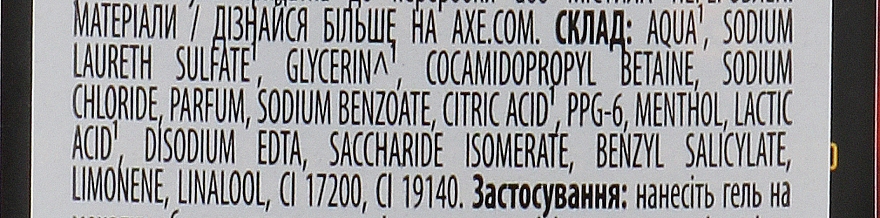 МАТЕРІАЛИ / ДІЗНАЙСЯ БІЛЬШЕ НА AXE.COM. СКЛАД: AQUA¹, SODIUM
LAURETH SULFATE¹, GLYCERIN^¹, COCAMIDOPROPYL BETAINE, SODIUM
CHLORIDE, PARFUM, SODIUM BENZOATE, CITRIC ACID¹, PPG-6, MENTHOL, LACTIC
ACID¹, DISODIUM EDTA, SACCHARIDE ISOMERATE, BENZYL SALICYLATE,
LIMONENE, LINALOOL, CI 17200, CI 19140. Застосування: нанесіть гель на